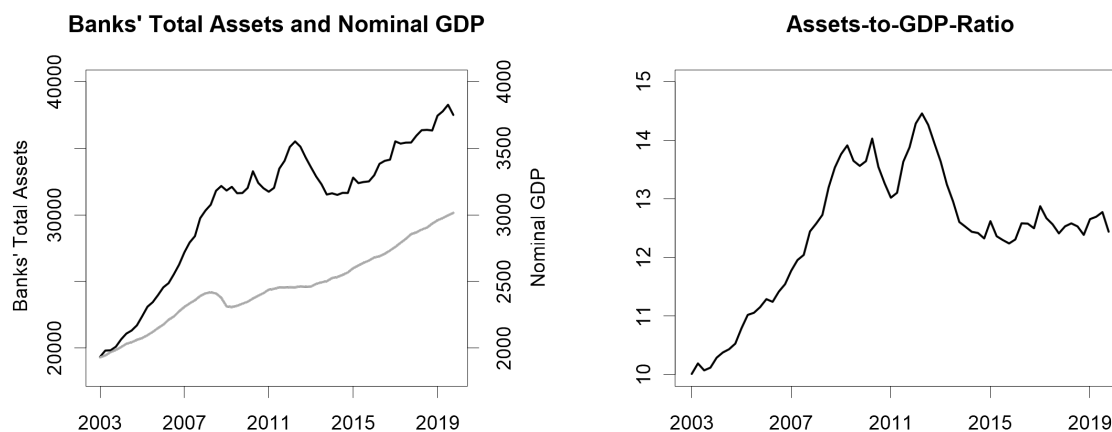 Banks' Total Assets and Nominal GDP
Banks' Total Assets
40000
30000
20000
4000
3500
3000
2500
2000
Nominal GDP
2003 2007 2011 2015 2019
Assets-to-GDP-Ratio
15
14
13
12
11
10
2003 2007 2011 2015 2019